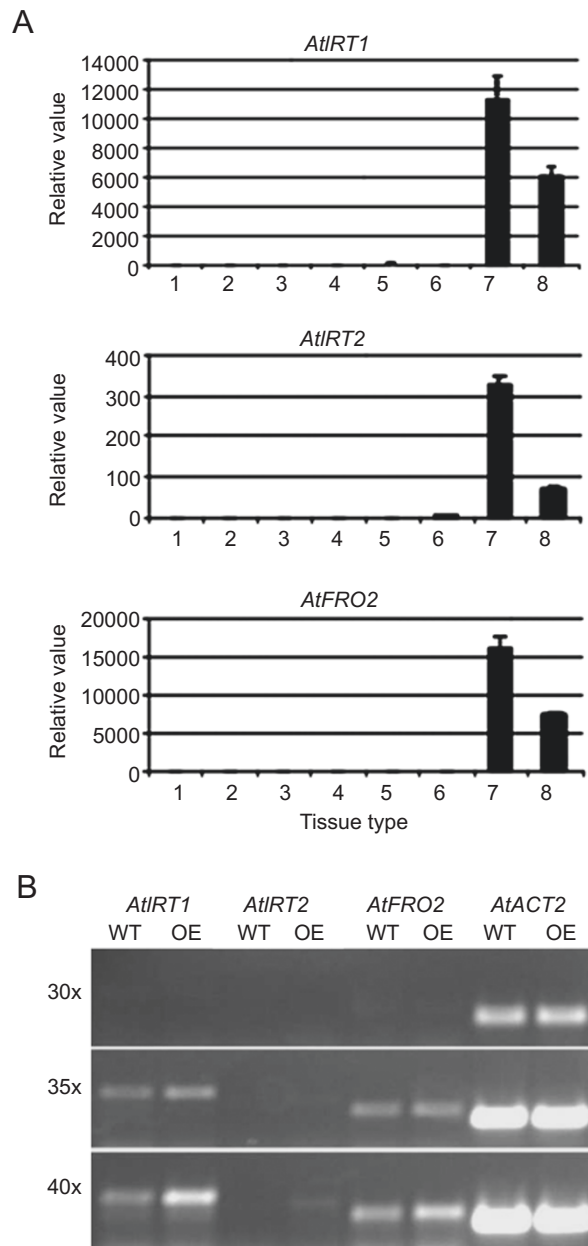 A
AtIRT1
Relative value
14000
12000
10000
8000
6000
4000
2000
0
1 2 3 4 5 6 7 8
AtIRT2
Relative value
400
300
200
100
0
1 2 3 4 5 6 7 8
AtFRO2
Relative value
20000
15000
10000
5000
0
1 2 3 4 5 6 7 8
Tissue type
B
AtIRT1 AtIRT2 AtFRO2 AtACT2
WT OE WT OE WT OE WT OE
30x
35x
40x